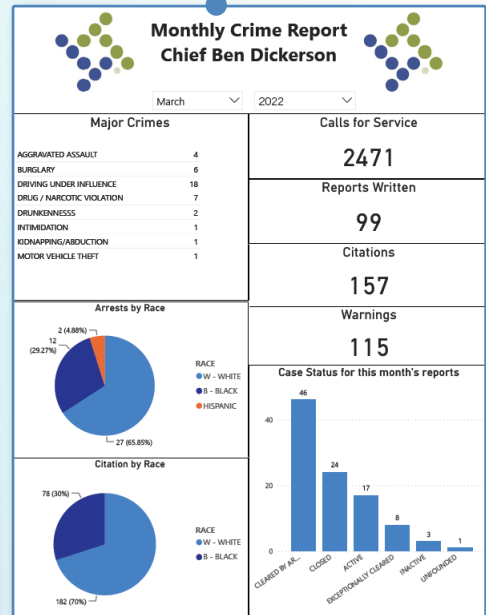 Monthly Crime Report
Chief Ben Dickerson
®
®
March
2022
Major Crimes
AGGRAVATED ASSAULT 4
BURGLARY 6
DRIVING UNDER INFLUENCE 18
DRUG / NARCOTIC VIOLATION 7
DRUNKENNESSS 2
INTIMIDATION 1
KIDNAPPING/ABDUCTION 1
MOTOR VEHICLE THEFT 1
Calls for Service
2471
Reports Written
99
Citations
157
Warnings
115
Arrests by Race
2 (4.88%)
12
(29.27%)
27 (65.85%)
RACE
W - WHITE
B - BLACK
HISPANIC
Citation by Race
78 (30%)
182 (70%)
RACE
W - WHITE
B - BLACK
Case Status for this month's reports
40
20
0
46
24
17
8
3
1
CLEARED BY AR...
CLOSED
ACTIVE
EXCEPTIONALLY CLEARED
INACTIVE
UNFOUNDED